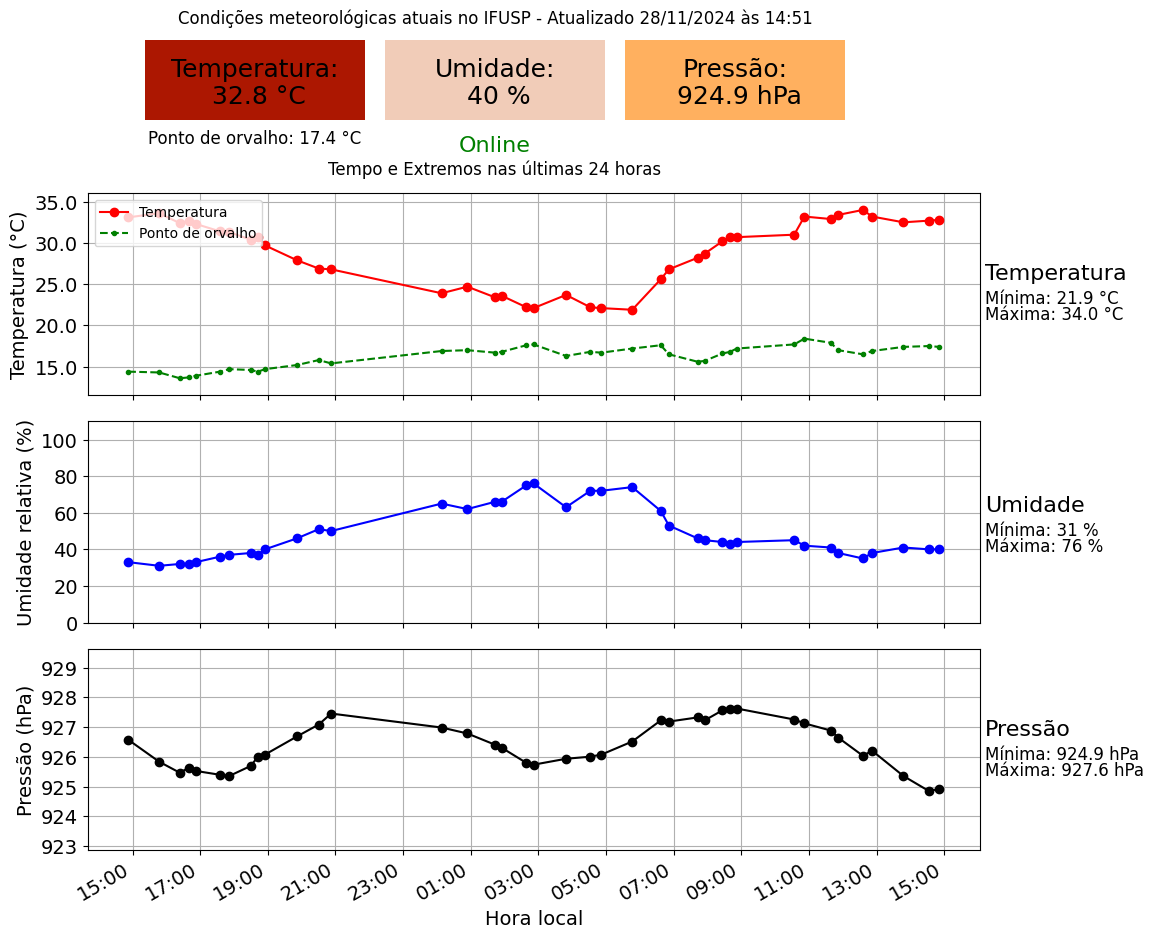 Condições meteorológicas atuais no IFUSP - Atualizado 28/11/2024 às 14:51
Temperatura:
32.8 °C
Umidade:
40 %
Pressão:
924.9 hPa
Ponto de orvalho: 17.4 °C
Online
Tempo e Extremos nas últimas 24 horas
Temperatura (°C)
35.0
30.0
25.0
20.0
15.0
Temperatura
Ponto de orvalho
Temperatura
Mínima: 21.9 °C
Máxima: 34.0 °C
Umidade relativa (%)
100
80
60
40
20
0
Umidade
Mínima: 31 %
Máxima: 76 %
Pressão (hPa)
929
928
927
926
925
924
923
Pressão
Mínima: 924.9 hPa
Máxima: 927.6 hPa
15:00 17:00 19:00 21:00 23:00 01:00 03:00 05:00 07:00 09:00 11:00 13:00 15:00
Hora local